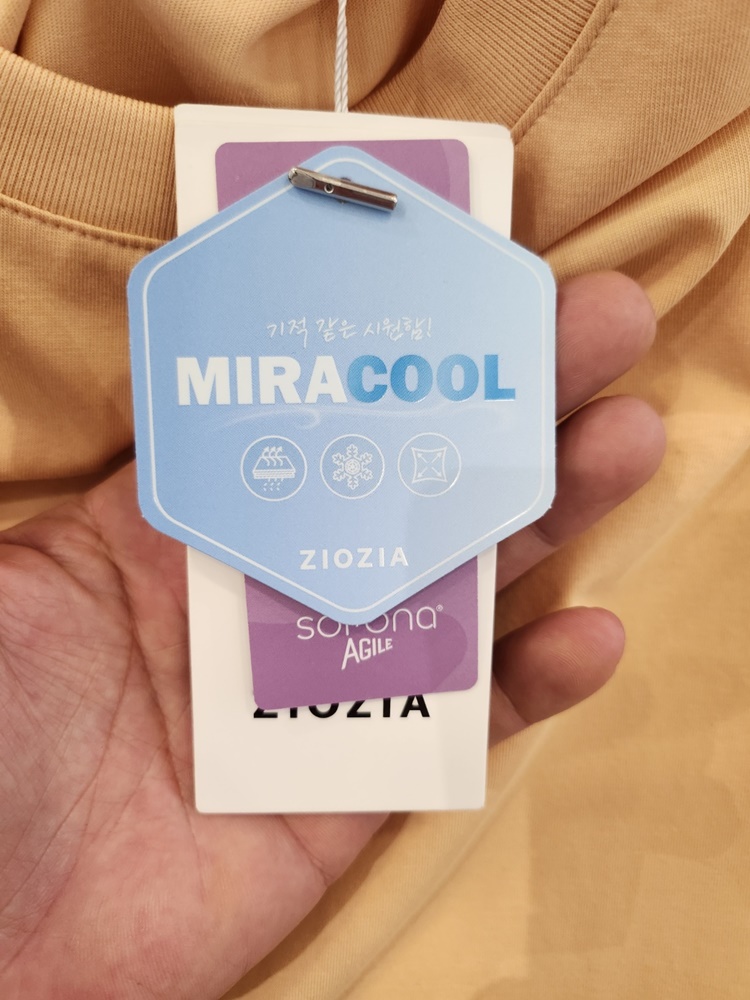 기적 같은 시원함!
MIRACOOL
ZIOZIA
sorona®
AGILE
ZIOZIA